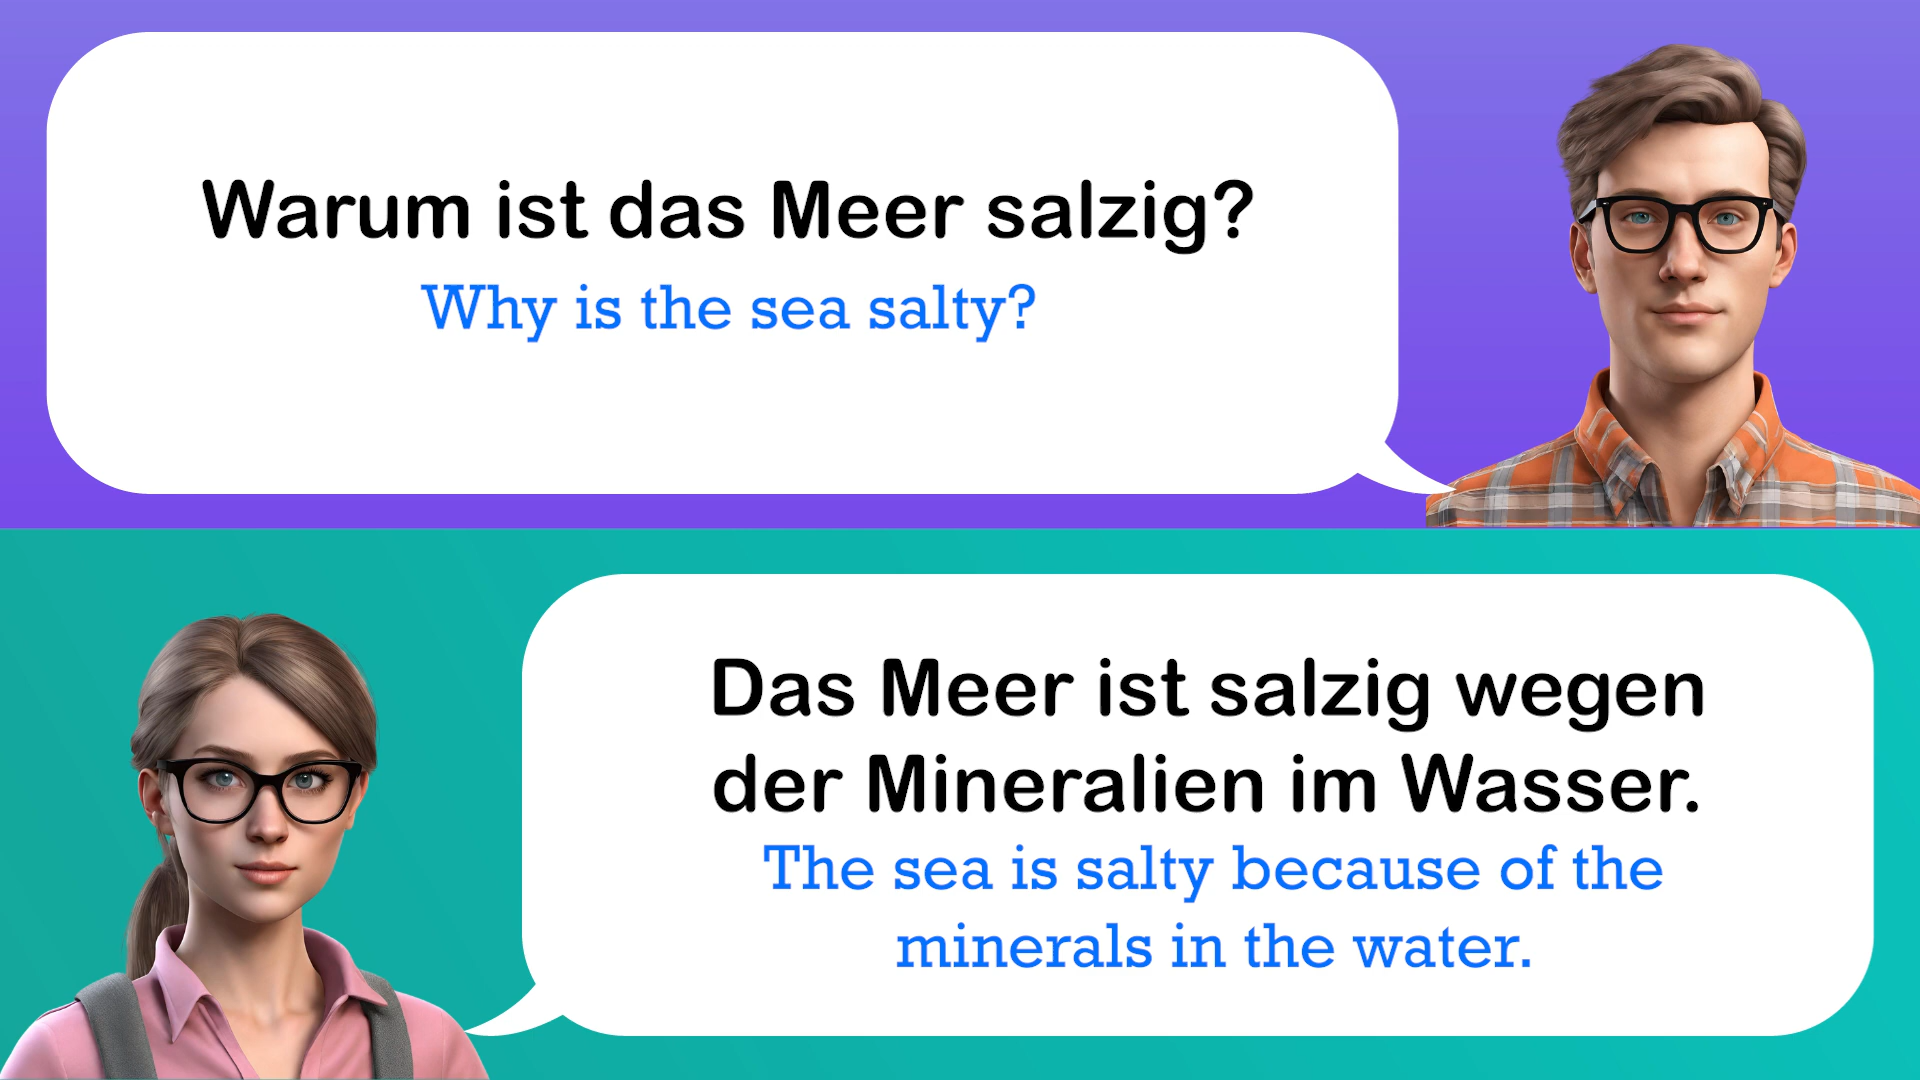 Warum ist das Meer salzig?
Why is the sea salty?
Das Meer ist salzig wegen
der Mineralien im Wasser.
The sea is salty because of the
minerals in the water.